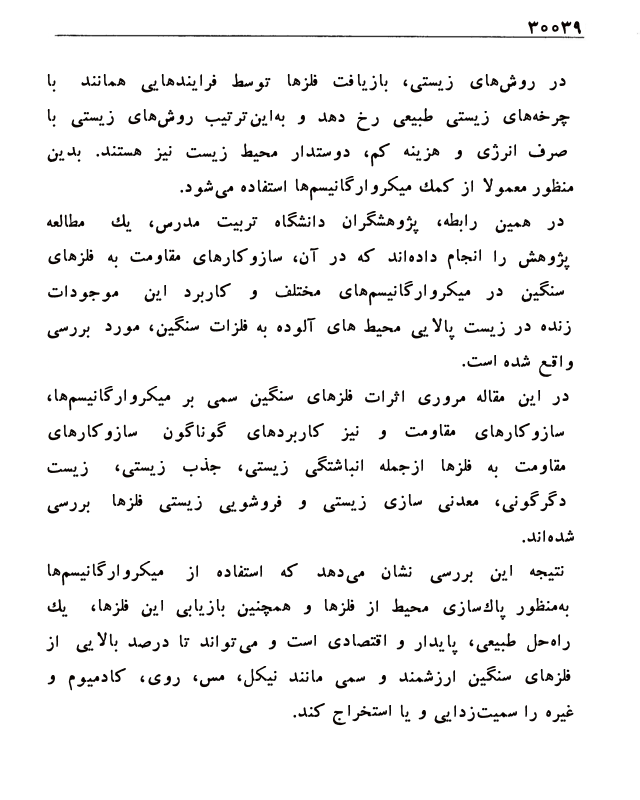 ۳۰۰۳۹
در روش‌های زیستی، بازیافت فلزها توسط فرایندهایی همانند با
چرخه‌های زیستی طبیعی رخ دهد و به‌این‌ترتیب روش‌های زیستی با
صرف انرژی و هزینه کم، دوستدار محیط زیست نیز هستند. بدین
منظور معمولا از کمك میکروارگانیسم‌ها استفاده می‌شود.
در همین رابطه، پژوهشگران دانشگاه تربیت مدرس، یك مطالعه
پژوهش را انجام داده‌اند که در آن، سازوکارهای مقاومت به فلزهای
سنگین در میکروارگانیسم‌های مختلف و کاربرد این موجودات
زنده در زیست پالایی محیط های آلوده به فلزات سنگین، مورد بررسی
واقع شده است.
در این مقاله مروری اثرات فلزهای سنگین سمی بر میکروارگانیسم‌ها،
سازوکارهای مقاومت و نیز کاربردهای گوناگون سازوکارهای
مقاومت به فلزها ازجمله انباشتگی زیستی، جذب زیستی، زیست
دگرگونی، معدنی سازی زیستی و فروشویی زیستی فلزها بررسی
شده‌اند.
نتیجه این بررسی نشان می‌دهد که استفاده از میکروارگانیسم‌ها
به‌منظور پاك‌سازی محیط از فلزها و همچنین بازیابی این فلزها، یك
راه‌حل طبیعی، پایدار و اقتصادی است و می‌تواند تا درصد بالایی از
فلزهای سنگین ارزشمند و سمی مانند نیکل، مس، روی، کادمیوم و
غیره را سمیت‌زدایی و یا استخراج کند.